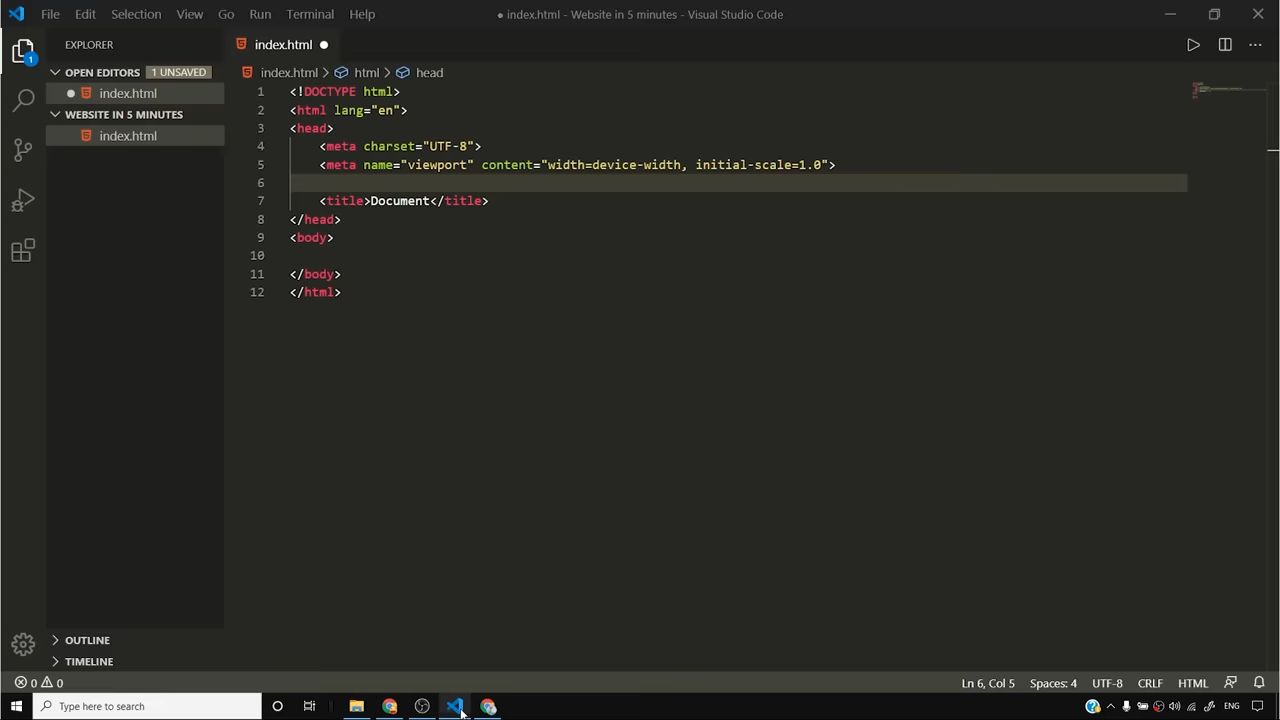 File Edit Selection View Go Run Terminal Help ● index.html - Website in 5 minutes - Visual Studio Code
EXPLORER
index.html
1
OPEN EDITORS 1 UNSAVED
index.html
WEBSITE IN 5 MINUTES
index.html
index.html > html > head
1 <!DOCTYPE html>
2 <html lang="en">
3 <head>
4 <meta charset="UTF-8">
5 <meta name="viewport" content="width=device-width, initial-scale=1.0">
6
7 <title>Document</title>
8 </head>
9 <body>
10
11 </body>
12 </html>
OUTLINE
TIMELINE
0 0 Ln 6, Col 5 Spaces: 4 UTF-8 CRLF HTML
Type here to search ENG